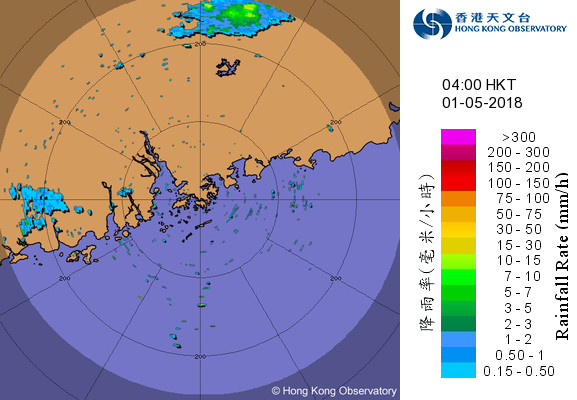 香港天文台
HONG KONG OBSERVATORY
04:00 HKT
01-05-2018
>300
200 - 300
150 - 200
100 - 150
75 - 100
50 - 75
30 - 50
15 - 30
10 - 15
7 - 10
5 - 7
3 - 5
2 - 3
1 - 2
0.50 - 1
0.15 - 0.50
降雨率(毫米/小時)
Rainfall Rate (mm/h)
200
200
200
200
200
200
© Hong Kong Observatory